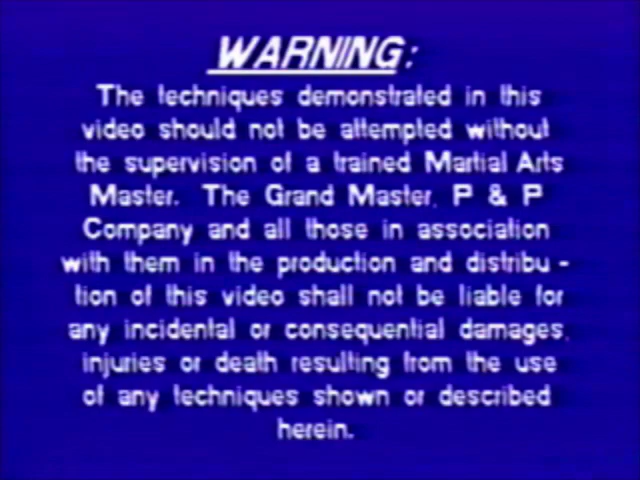 WARNING:
The techniques demonstrated in this
video should not be attempted without
the supervision of a trained Martial Arts
Master. The Grand Master, P & P
Company and all those in association
with them in the production and distribu -
tion of this video shall not be liable for
any incidental or consequential damages,
injuries or death resulting from the use
of any techniques shown or described
herein.